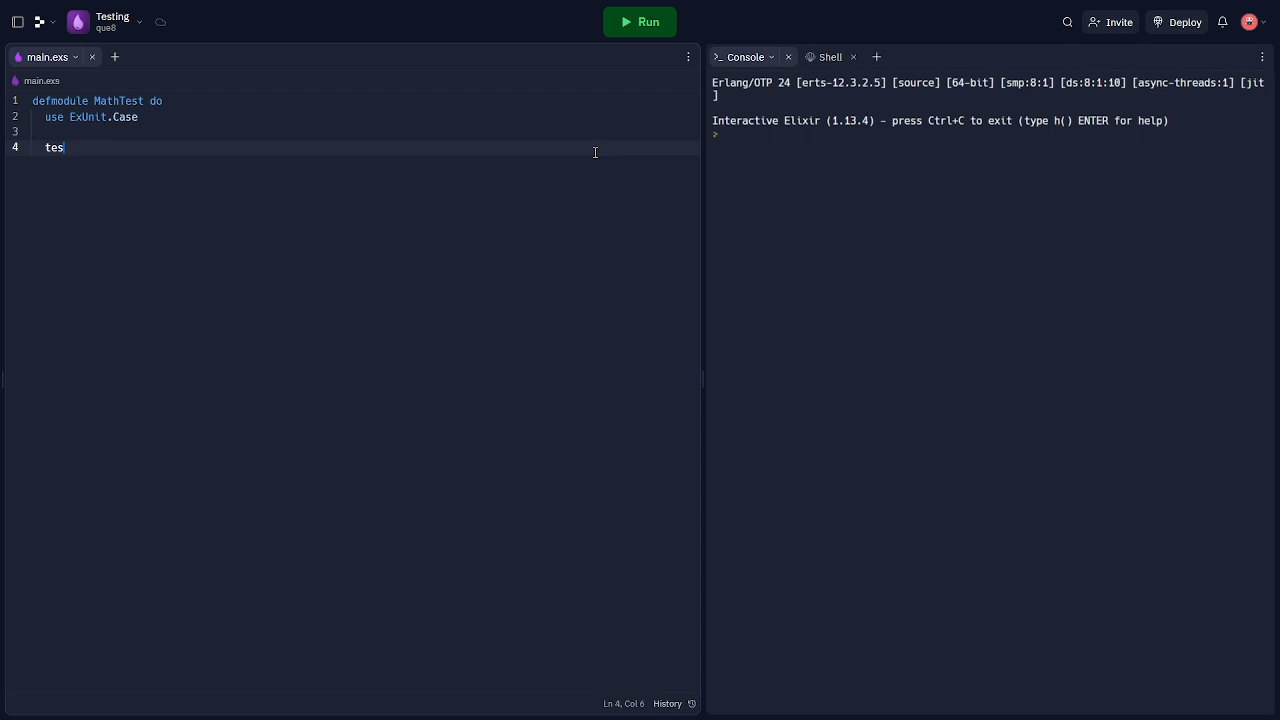 Testing
que8
Run
Invite
Deploy
main.exs
Console
Shell
main.exs
1 defmodule MathTest do
2 use ExUnit.Case
3
4 tes
Erlang/OTP 24 [erts-12.3.2.5] [source] [64-bit] [smp:8:1] [ds:8:1:10] [async-threads:1] [jit
]
Interactive Elixir (1.13.4) - press Ctrl+C to exit (type h() ENTER for help)
>
Ln 4, Col 6 History